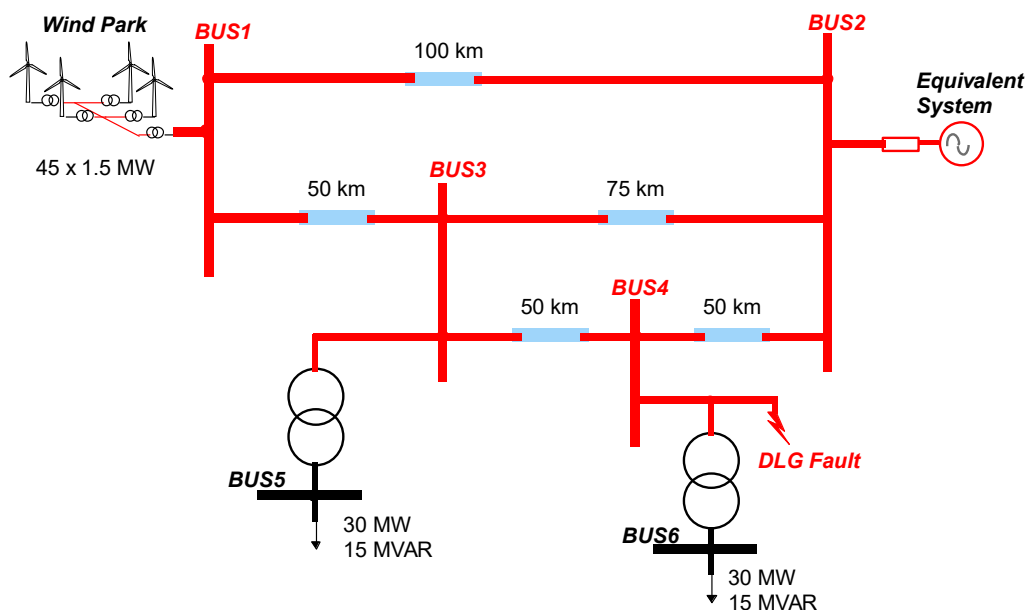 Wind Park
BUS1
BUS2
100 km
Equivalent
System
45 x 1.5 MW
BUS3
50 km
75 km
BUS4
50 km
50 km
DLG Fault
BUS5
30 MW
15 MVAR
BUS6
30 MW
15 MVAR